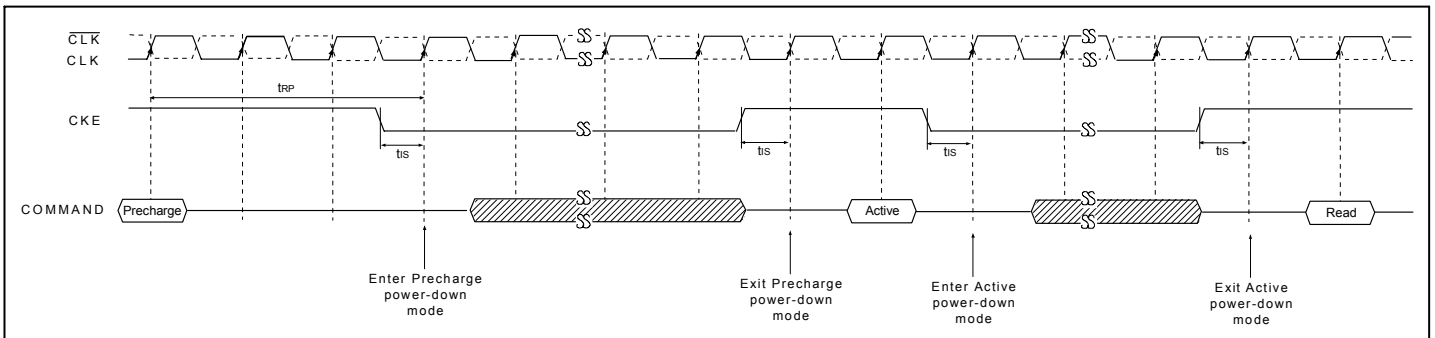 CLK
CLK
tRP
CKE
tIS
tIS
tIS
tIS
COMMAND
Precharge
Active
Read
Enter Precharge
power-down
mode
Exit Precharge
power-down
mode
Enter Active
power-down
mode
Exit Active
power-down
mode